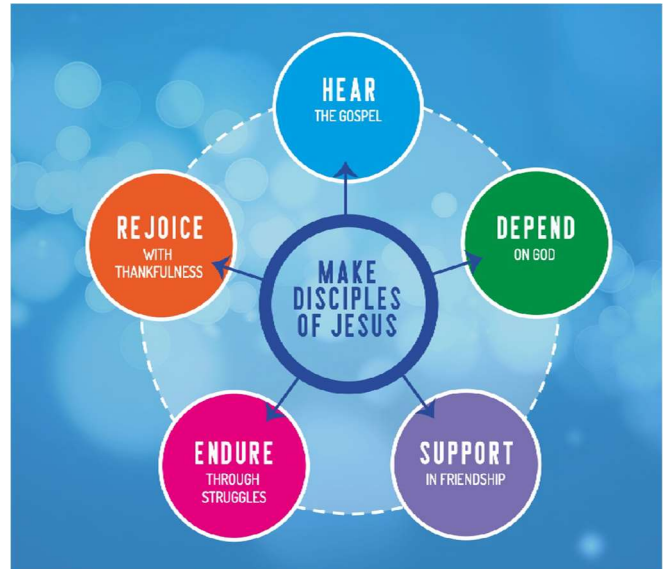 HEAR
THE GOSPEL
DEPEND
ON GOD
SUPPORT
IN FRIENDSHIP
ENDURE
THROUGH
STRUGGLES
REJOICE
WITH
THANKFULNESS
MAKE
DISCIPLES
OF JESUS